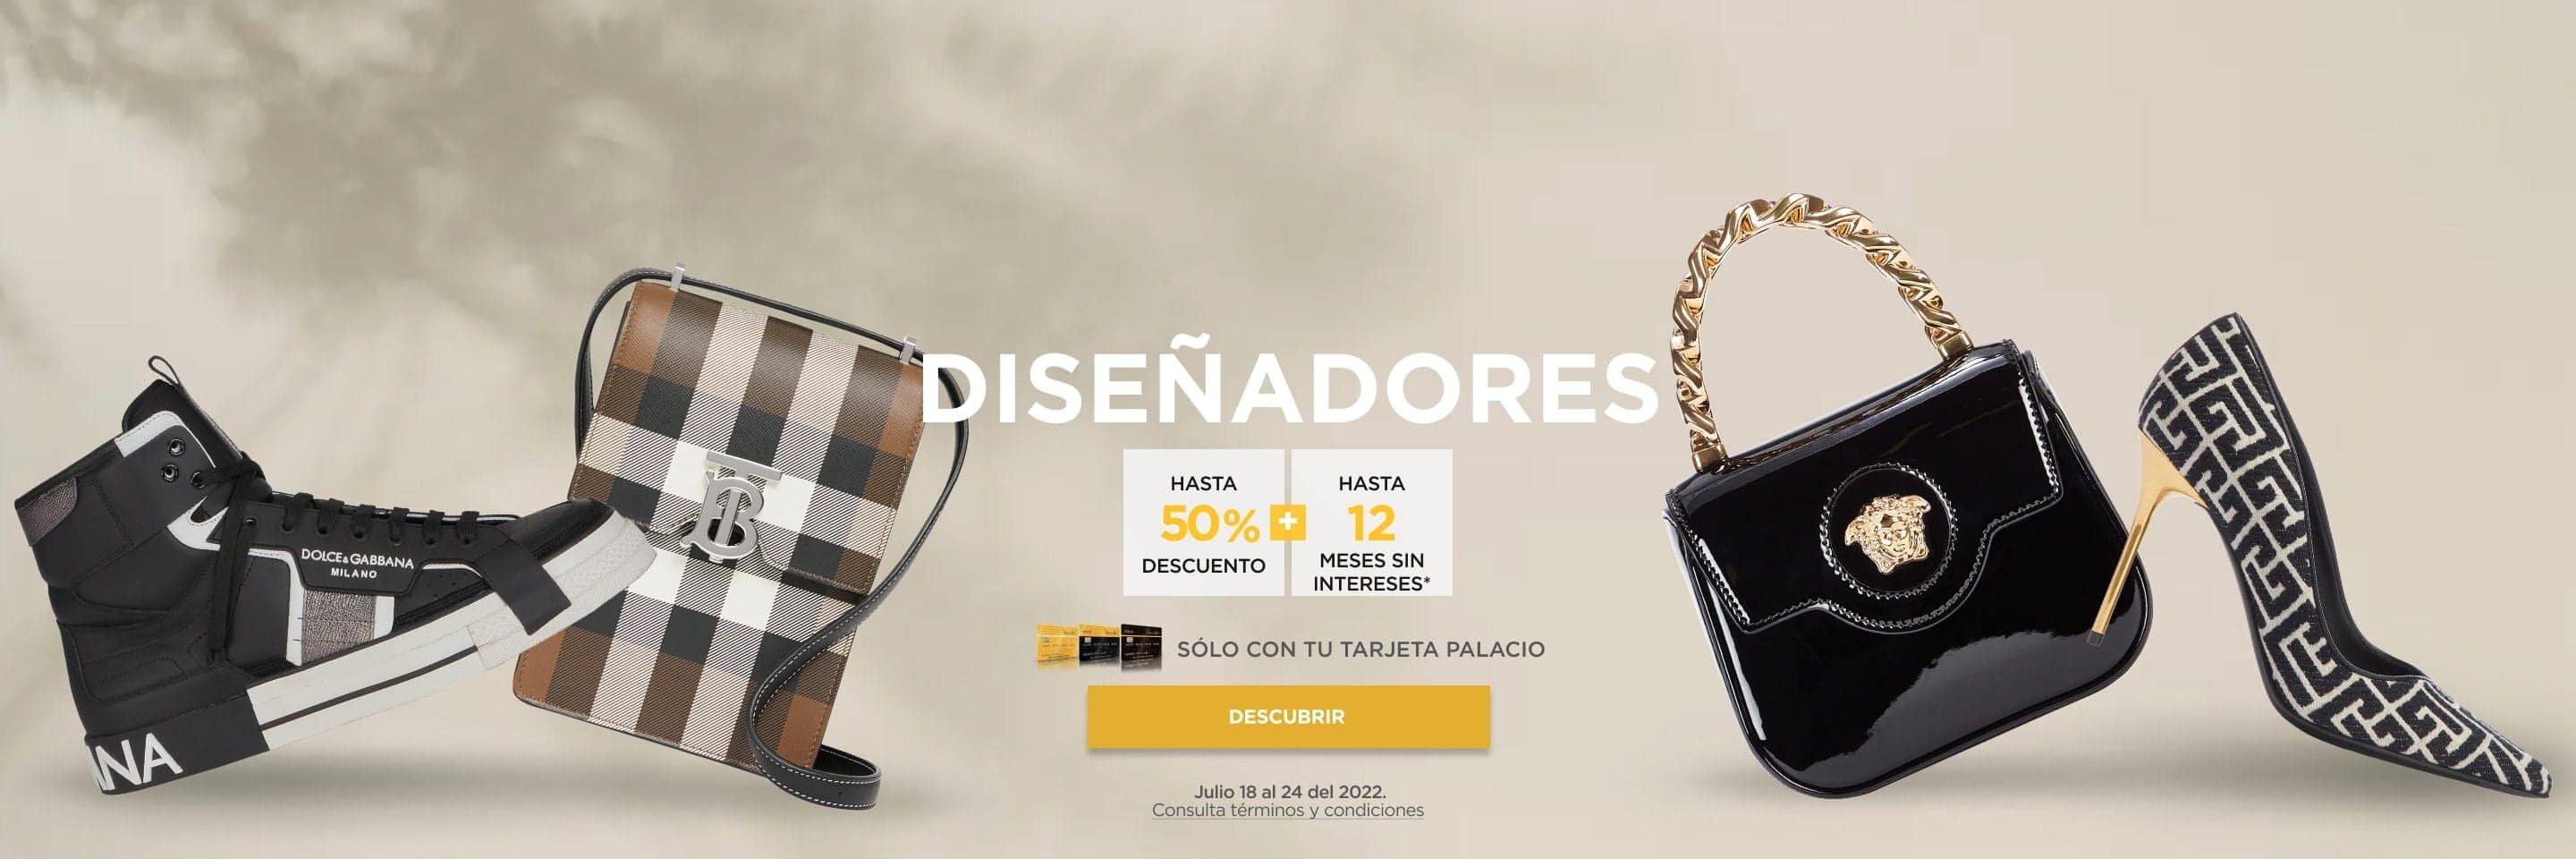 DISEÑADORES
HASTA
50%
DESCUENTO
+
HASTA
12
MESES SIN
INTERESES*
SÓLO CON TU TARJETA PALACIO
DESCUBRIR
Julio 18 al 24 del 2022.
Consulta términos y condiciones
DOLCE&GABBANA
MILANO
NNA
TB